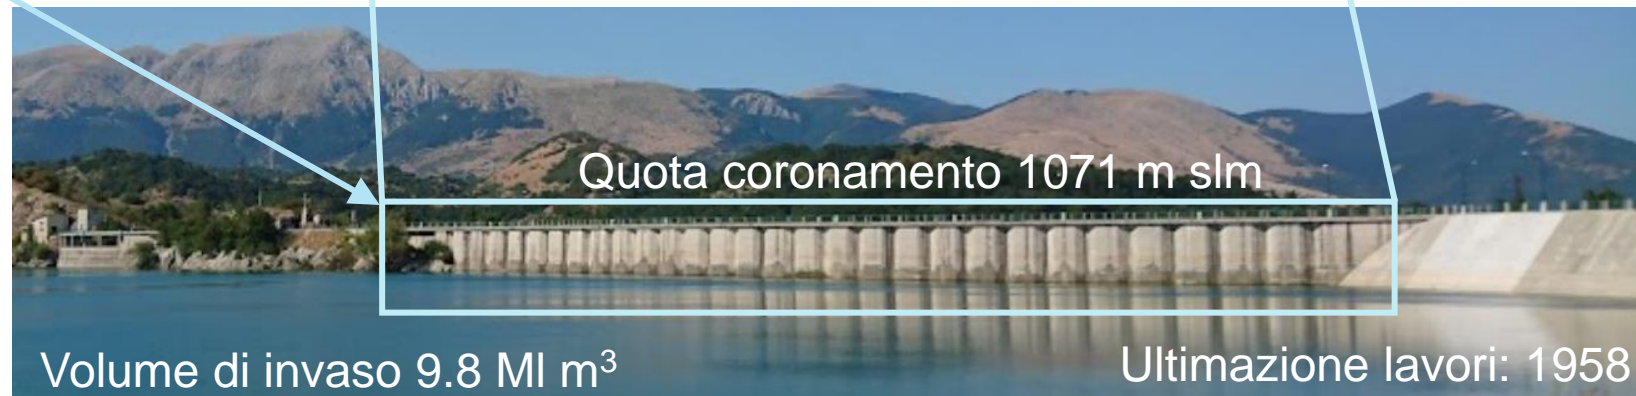 Quota coronamento 1071 m slm
Volume di invaso 9.8 Ml m³
Ultimazione lavori: 1958